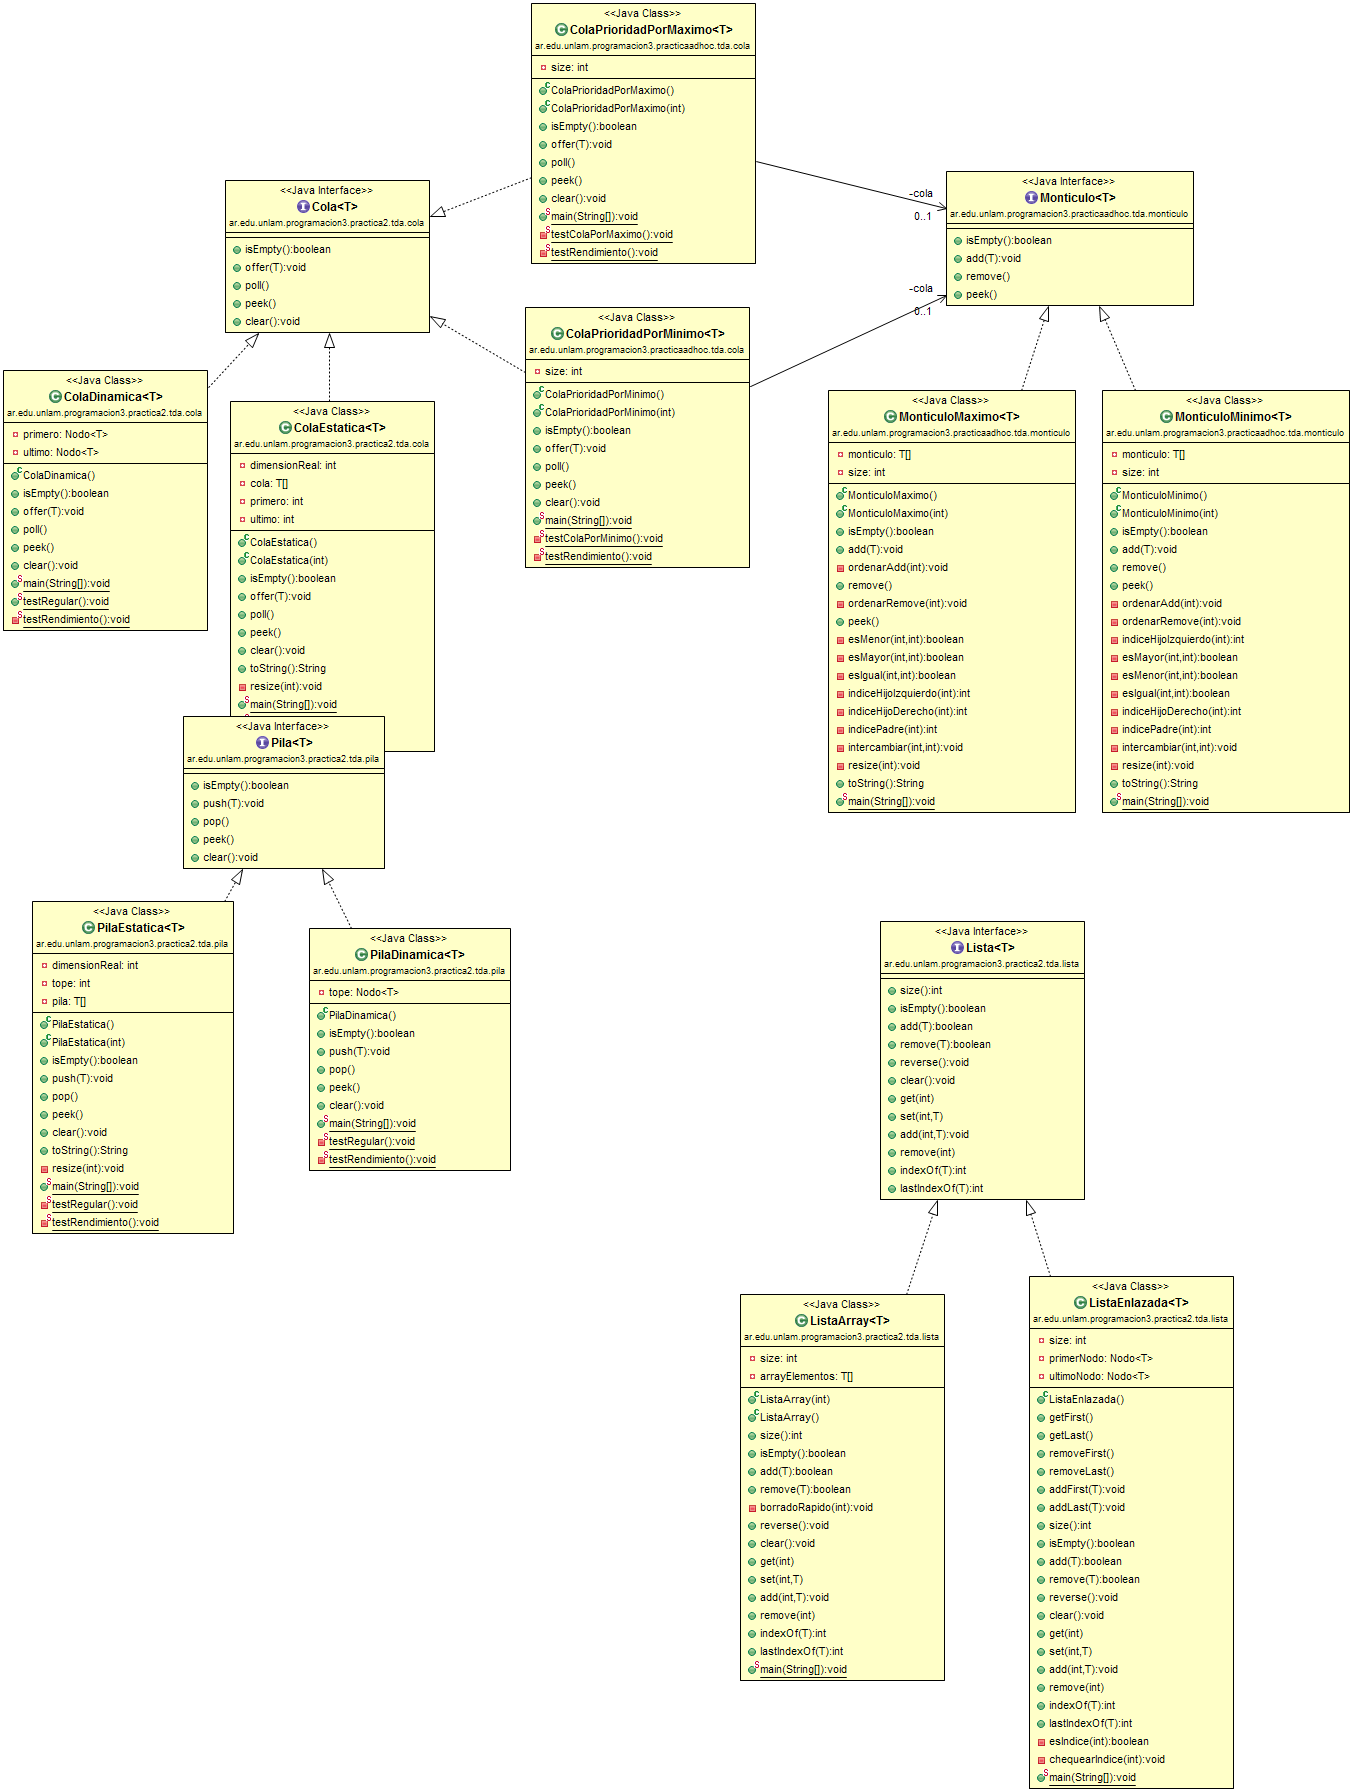 <<Java Class>>
ColaPrioridadPorMaximo<T>
ar.edu.unlam.programacion3.practicaadhoc.tda.cola
size: int
ColaPrioridadPorMaximo()
ColaPrioridadPorMaximo(int)
isEmpty():boolean
offer(T):void
poll()
peek()
clear():void
main(String[]):void
testColaPorMaximo():void
testRendimiento():void
<<Java Interface>>
Cola<T>
ar.edu.unlam.programacion3.practica2.tda.cola
isEmpty():boolean
offer(T):void
poll()
peek()
clear():void
-cola
0..1
<<Java Interface>>
Monticulo<T>
ar.edu.unlam.programacion3.practicaadhoc.tda.monticulo
isEmpty():boolean
add(T):void
remove()
peek()
-cola
0..1
<<Java Class>>
ColaPrioridadPorMinimo<T>
ar.edu.unlam.programacion3.practicaadhoc.tda.cola
size: int
ColaPrioridadPorMinimo()
ColaPrioridadPorMinimo(int)
isEmpty():boolean
offer(T):void
poll()
peek()
clear():void
main(String[]):void
testColaPorMinimo():void
testRendimiento():void
<<Java Class>>
ColaDinamica<T>
ar.edu.unlam.programacion3.practica2.tda.cola
primero: Nodo<T>
ultimo: Nodo<T>
ColaDinamica()
isEmpty():boolean
offer(T):void
poll()
peek()
clear():void
main(String[]):void
testRegular():void
testRendimiento():void
<<Java Class>>
ColaEstatica<T>
ar.edu.unlam.programacion3.practica2.tda.cola
dimensionReal: int
cola: T[]
primero: int
ultimo: int
ColaEstatica()
ColaEstatica(int)
isEmpty():boolean
offer(T):void
poll()
peek()
clear():void
toString():String
resize(int):void
main(String[]):void
<<Java Class>>
MonticuloMaximo<T>
ar.edu.unlam.programacion3.practicaadhoc.tda.monticulo
monticulo: T[]
size: int
MonticuloMaximo()
MonticuloMaximo(int)
isEmpty():boolean
add(T):void
ordenarAdd(int):void
remove()
ordenarRemove(int):void
peek()
esMenor(int,int):boolean
esMayor(int,int):boolean
esIgual(int,int):boolean
indiceHijoIzquierdo(int):int
indiceHijoDerecho(int):int
indicePadre(int):int
intercambiar(int,int):void
resize(int):void
toString():String
main(String[]):void
<<Java Class>>
MonticuloMinimo<T>
ar.edu.unlam.programacion3.practicaadhoc.tda.monticulo
monticulo: T[]
size: int
MonticuloMinimo()
MonticuloMinimo(int)
isEmpty():boolean
add(T):void
remove()
peek()
ordenarAdd(int):void
ordenarRemove(int):void
indiceHijoIzquierdo(int):int
esMayor(int,int):boolean
esMenor(int,int):boolean
esIgual(int,int):boolean
indiceHijoDerecho(int):int
indicePadre(int):int
intercambiar(int,int):void
resize(int):void
toString():String
main(String[]):void
<<Java Interface>>
Pila<T>
ar.edu.unlam.programacion3.practica2.tda.pila
isEmpty():boolean
push(T):void
pop()
peek()
clear():void
<<Java Class>>
PilaEstatica<T>
ar.edu.unlam.programacion3.practica2.tda.pila
dimensionReal: int
tope: int
pila: T[]
PilaEstatica()
PilaEstatica(int)
isEmpty():boolean
push(T):void
pop()
peek()
clear():void
toString():String
resize(int):void
main(String[]):void
testRegular():void
testRendimiento():void
<<Java Class>>
PilaDinamica<T>
ar.edu.unlam.programacion3.practica2.tda.pila
tope: Nodo<T>
PilaDinamica()
isEmpty():boolean
push(T):void
pop()
peek()
clear():void
main(String[]):void
testRegular():void
testRendimiento():void
<<Java Interface>>
Lista<T>
ar.edu.unlam.programacion3.practica2.tda.lista
size():int
isEmpty():boolean
add(T):boolean
remove(T):boolean
reverse():void
clear():void
get(int)
set(int,T)
add(int,T):void
remove(int)
indexOf(T):int
lastIndexOf(T):int
<<Java Class>>
ListaArray<T>
ar.edu.unlam.programacion3.practica2.tda.lista
size: int
arrayElementos: T[]
ListaArray(int)
ListaArray()
size():int
isEmpty():boolean
add(T):boolean
remove(T):boolean
borradoRapido(int):void
reverse():void
clear():void
get(int)
set(int,T)
add(int,T):void
remove(int)
indexOf(T):int
lastIndexOf(T):int
main(String[]):void
<<Java Class>>
ListaEnlazada<T>
ar.edu.unlam.programacion3.practica2.tda.lista
size: int
primerNodo: Nodo<T>
ultimoNodo: Nodo<T>
ListaEnlazada()
getFirst()
getLast()
removeFirst()
removeLast()
addFirst(T):void
addLast(T):void
size():int
isEmpty():boolean
add(T):boolean
remove(T):boolean
reverse():void
clear():void
get(int)
set(int,T)
add(int,T):void
remove(int)
indexOf(T):int
lastIndexOf(T):int
esIndice(int):boolean
chequearIndice(int):void
main(String[]):void